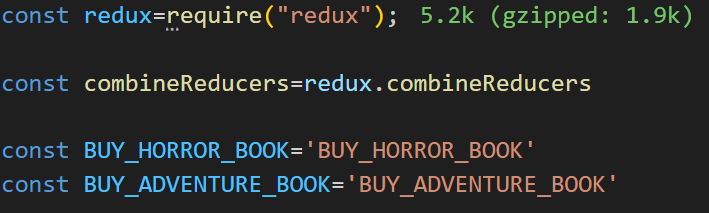 const redux=require("redux"); 5.2k (gzipped: 1.9k)
const combineReducers=redux.combineReducers
const BUY_HORROR_BOOK='BUY_HORROR_BOOK'
const BUY_ADVENTURE_BOOK='BUY_ADVENTURE_BOOK'